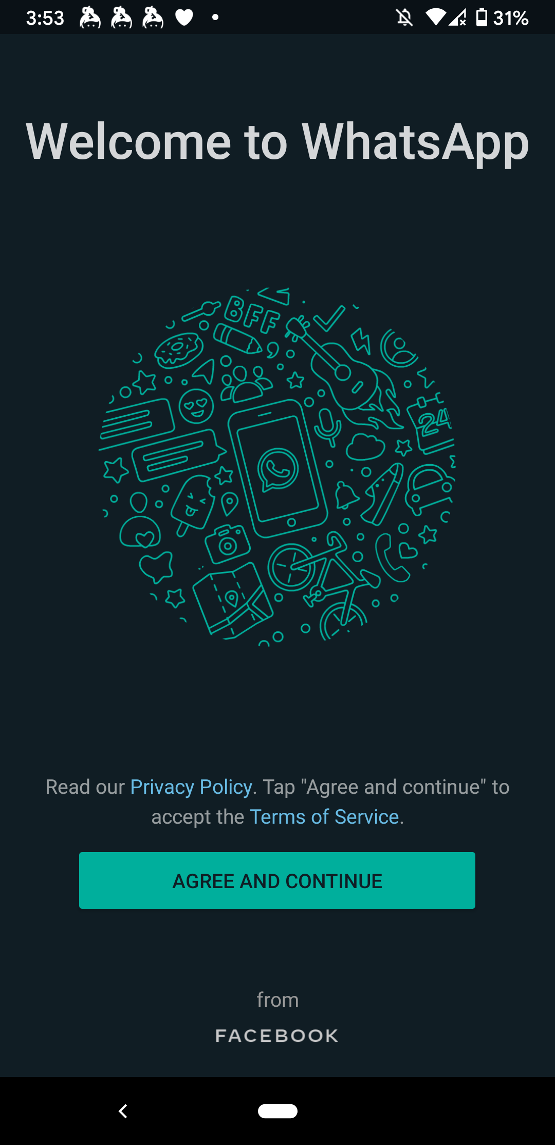 3:53
31%
Welcome to WhatsApp
BFF
24
Read our Privacy Policy. Tap "Agree and continue" to
accept the Terms of Service.
AGREE AND CONTINUE
from
FACEBOOK